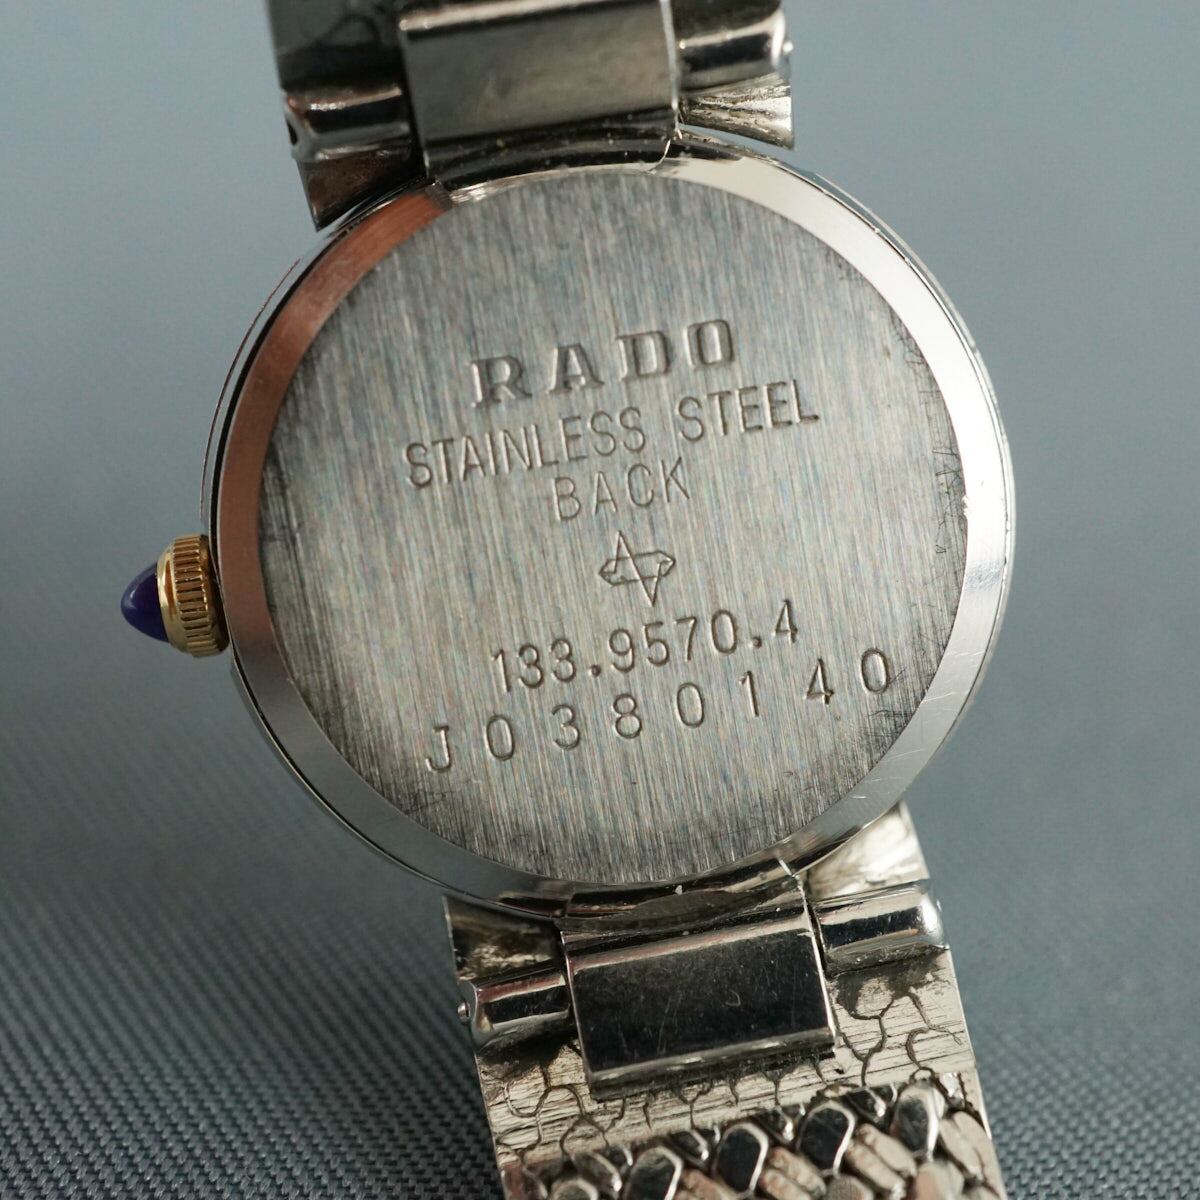 RADO
STAINLESS STEEL
BACK
133.9570.4
J0380140